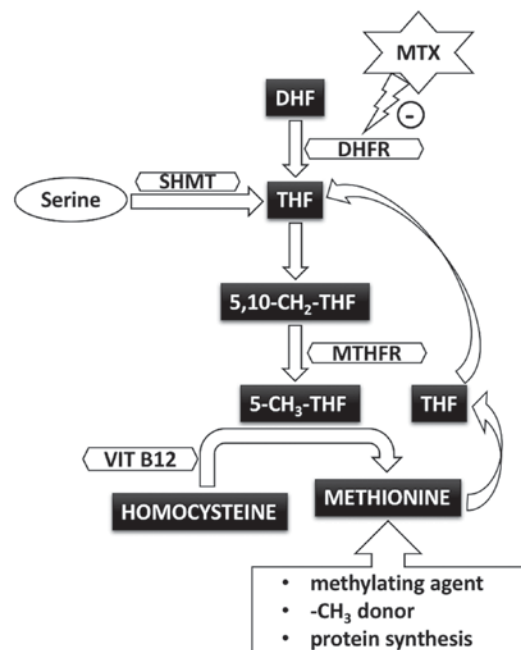 MTX
DHF
-
DHFR
SHMT
Serine
THF
5,10-CH₂-THF
MTHFR
5-CH₃-THF
THF
VIT B12
HOMOCYSTEINE
METHIONINE
• methylating agent
• -CH₃ donor
• protein synthesis